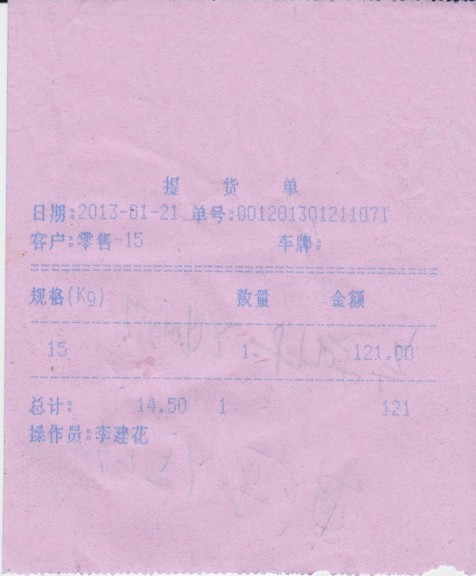 提 货 单
日期:2013-01-21 单号:001201301211071
客户:零售-15 车牌:
规格(Kg) 数量 金额
15 1 121.00
总计: 14.50 1 121
操作员:李建花